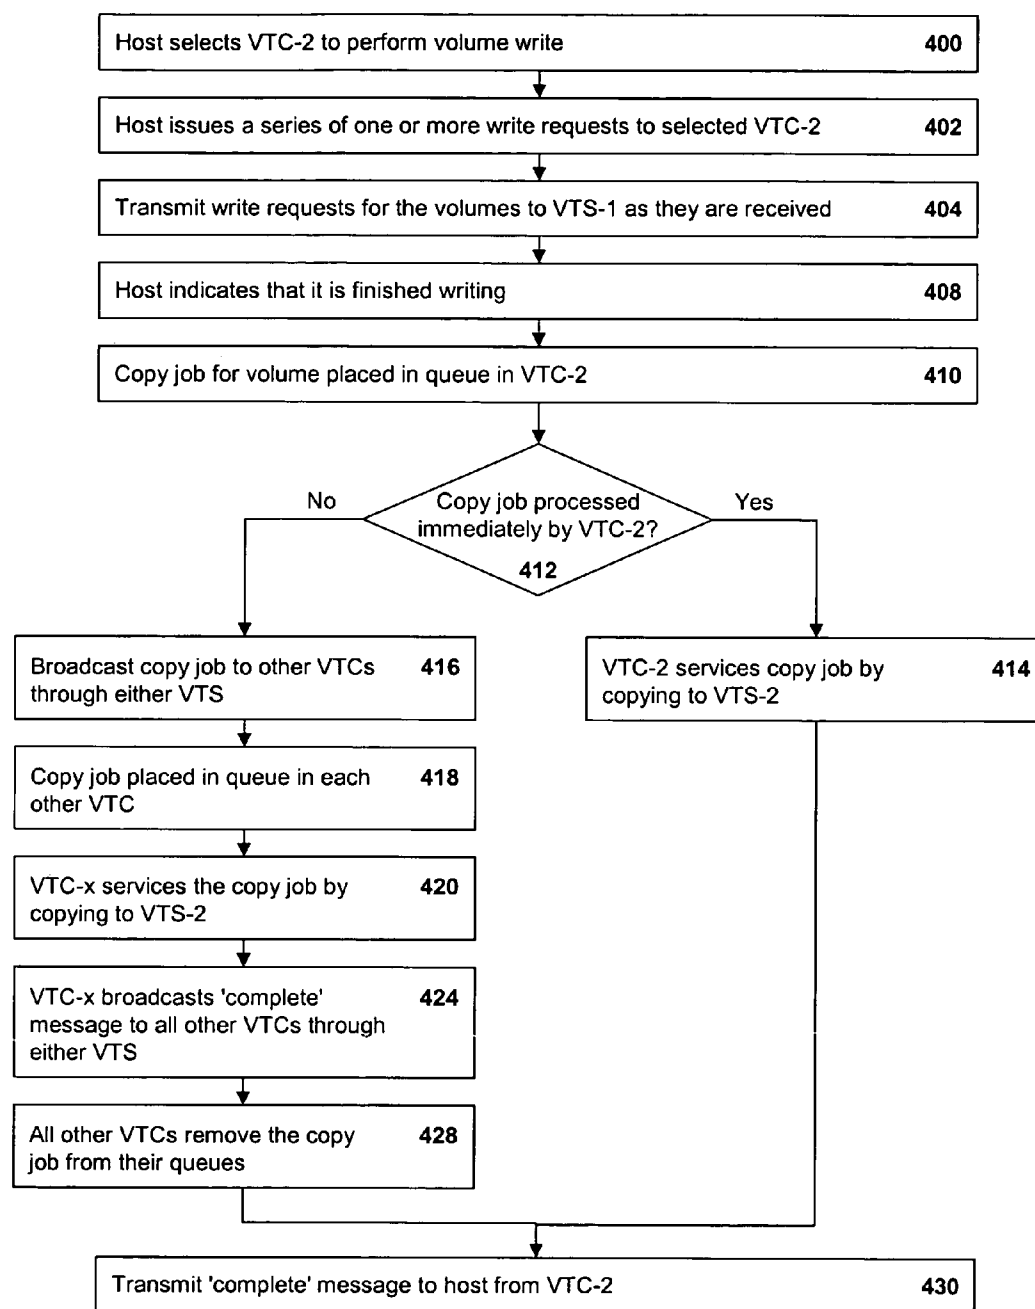 Host selects VTC-2 to perform volume write 400
Host issues a series of one or more write requests to selected VTC-2 402
Transmit write requests for the volumes to VTS-1 as they are received 404
Host indicates that it is finished writing 408
Copy job for volume placed in queue in VTC-2 410
No
Copy job processed
immediately by VTC-2?
412
Yes
Broadcast copy job to other VTCs 416
through either VTS
VTC-2 services copy job by 414
copying to VTS-2
Copy job placed in queue in each 418
other VTC
VTC-x services the copy job by 420
copying to VTS-2
VTC-x broadcasts 'complete' 424
message to all other VTCs through
either VTS
All other VTCs remove the copy 428
job from their queues
Transmit 'complete' message to host from VTC-2 430